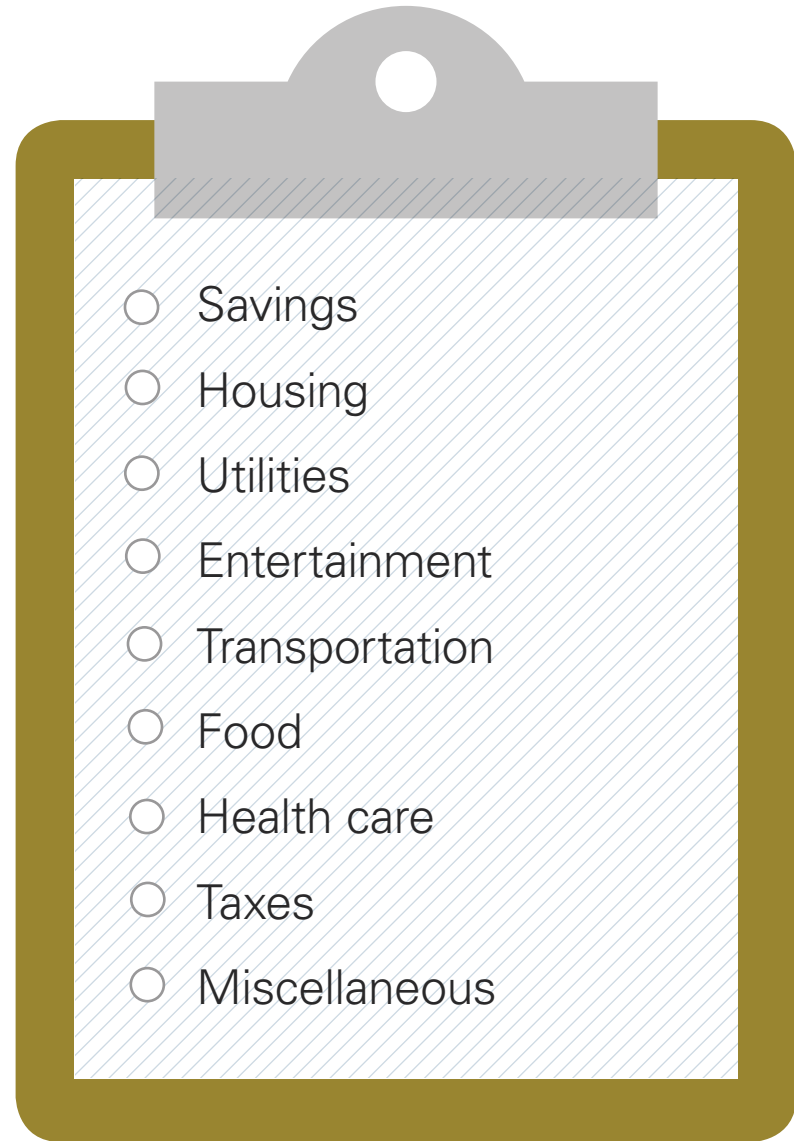 Savings
Housing
Utilities
Entertainment
Transportation
Food
Health care
Taxes
Miscellaneous